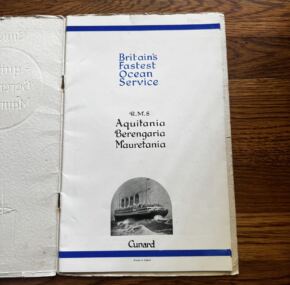 Britain's
Fastest
Ocean
Service
R.M.S
Aquitania
Berengaria
Mauretania
Cunard